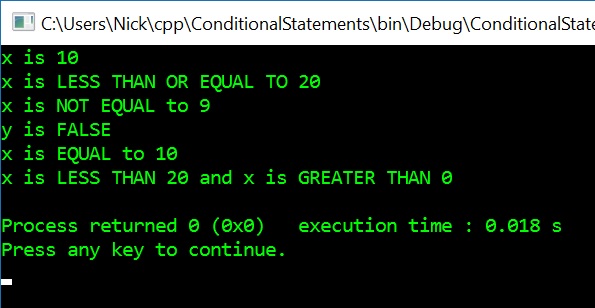 C:\Users\Nick\cpp\ConditionalStatements\bin\Debug\ConditionalState
x is 10
x is LESS THAN OR EQUAL TO 20
x is NOT EQUAL to 9
y is FALSE
x is EQUAL to 10
x is LESS THAN 20 and x is GREATER THAN 0
Process returned 0 (0x0)   execution time : 0.018 s
Press any key to continue.